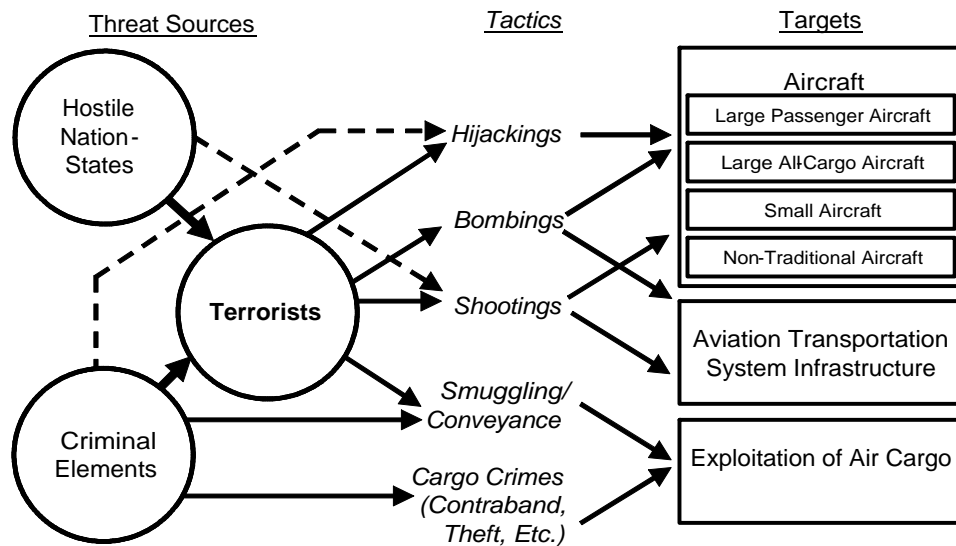 Threat Sources
Tactics
Targets
Hostile
Nation-
States
Terrorists
Criminal
Elements
Hijackings
Bombings
Shootings
Smuggling/
Conveyance
Cargo Crimes
(Contraband,
Theft, Etc.)
Aircraft
Large Passenger Aircraft
Large All-Cargo Aircraft
Small Aircraft
Non-Traditional Aircraft
Aviation Transportation
System Infrastructure
Exploitation of Air Cargo